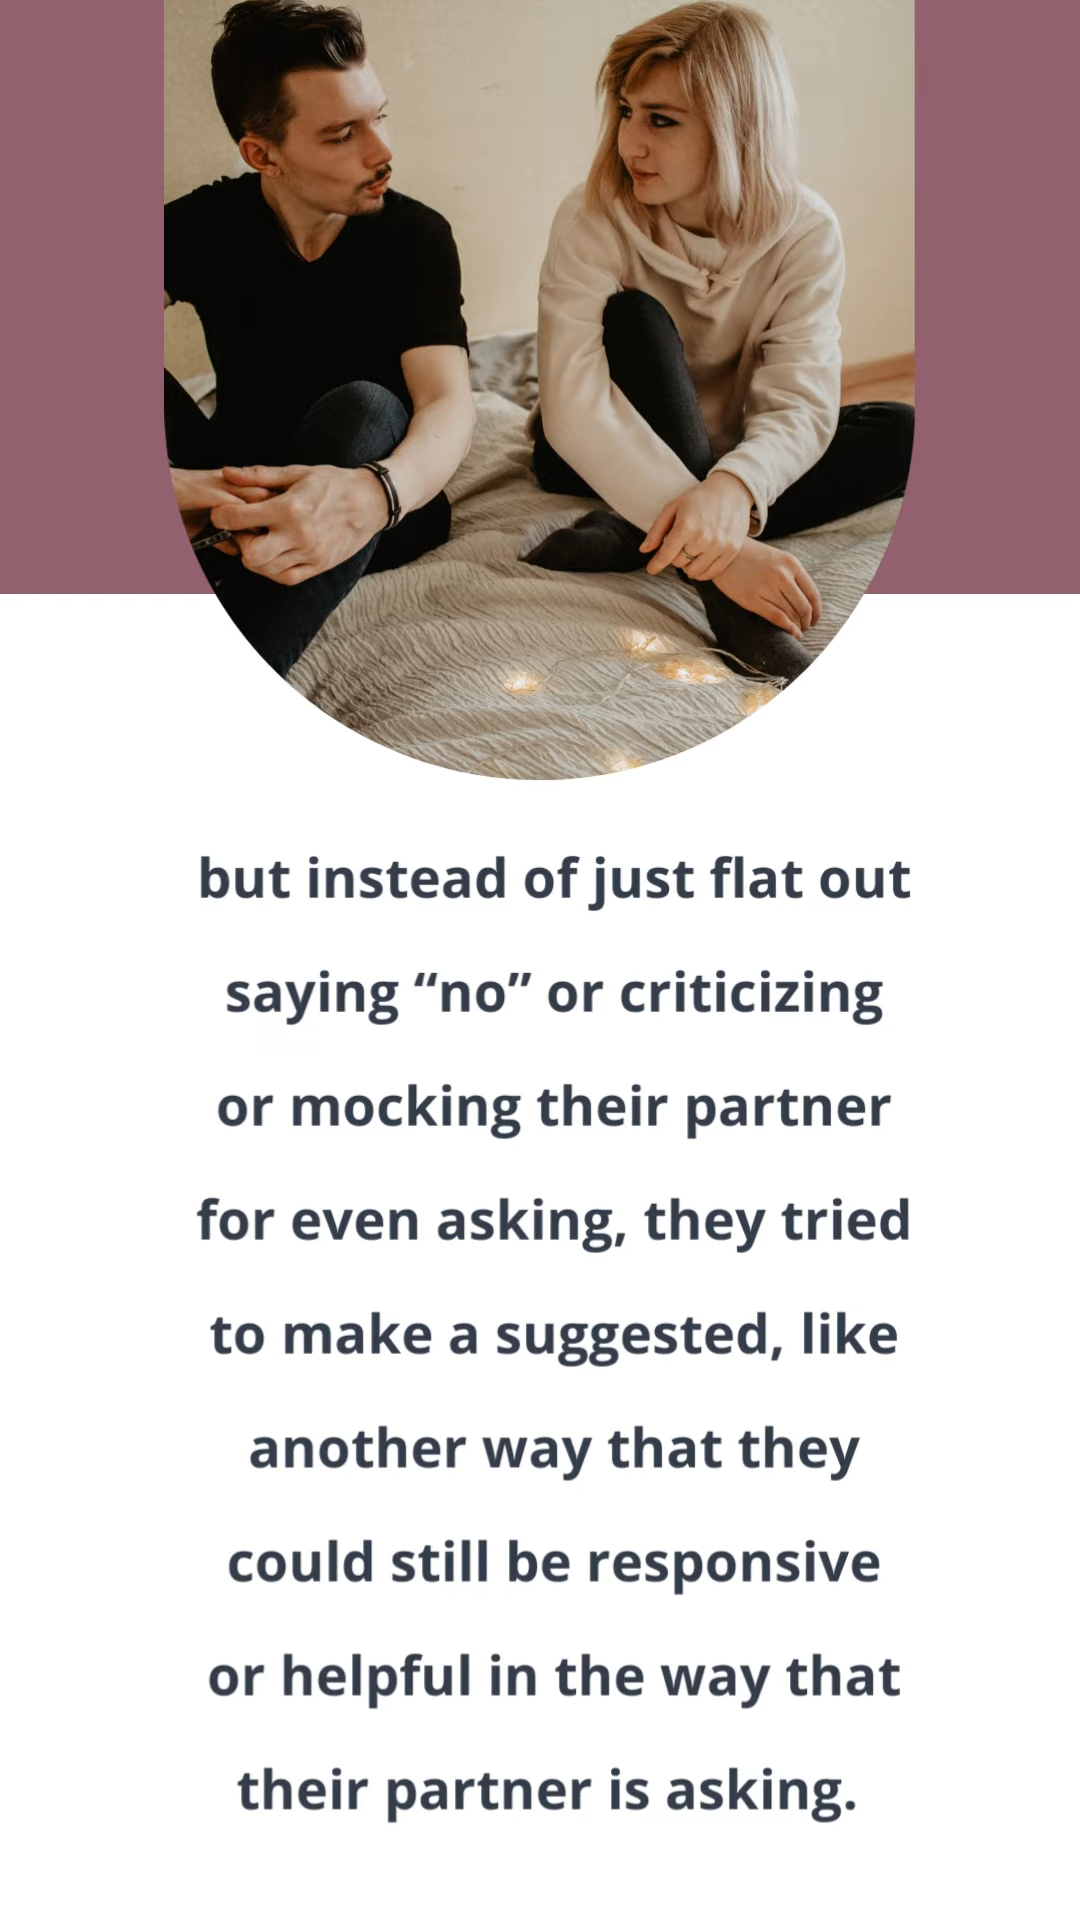 but instead of just flat out
saying “no” or criticizing
or mocking their partner
for even asking, they tried
to make a suggested, like
another way that they
could still be responsive
or helpful in the way that
their partner is asking.